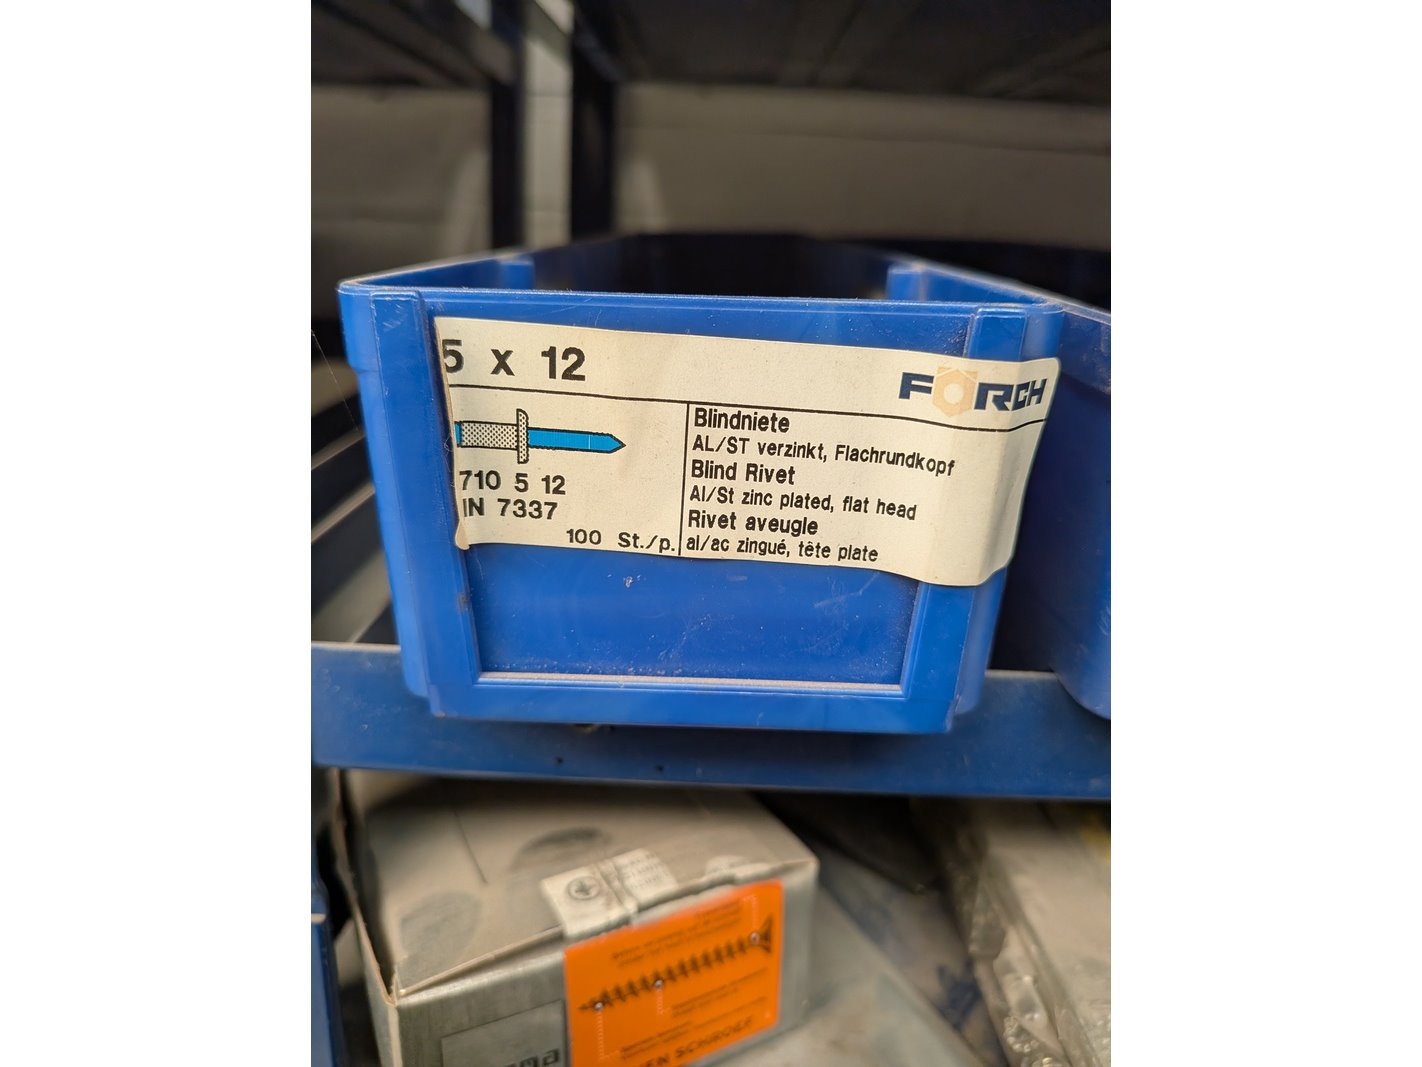 5 x 12
FÖRCH
710 5 12
IN 7337
100 St./p.
Blindniete
AL/ST verzinkt, Flachrundkopf
Blind Rivet
Al/St zinc plated, flat head
Rivet aveugle
al/ac zingué, tête plate